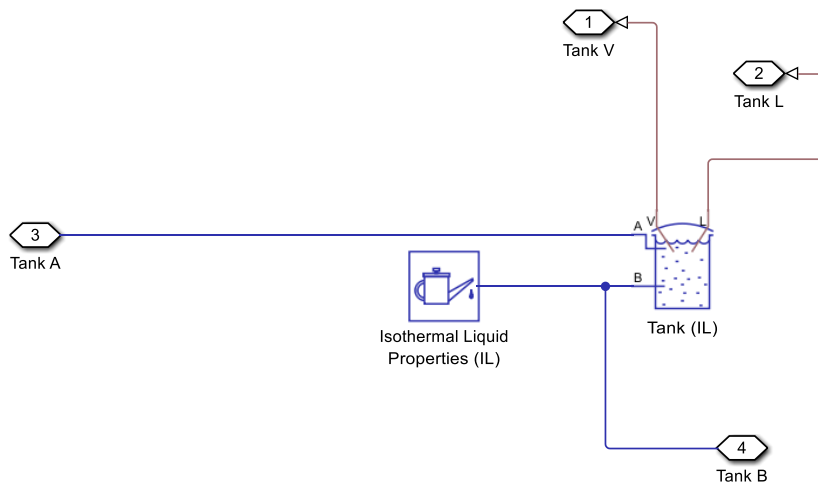 1
Tank V
2
Tank L
3
Tank A
A
V
L
B
Isothermal Liquid
Properties (IL)
Tank (IL)
4
Tank B